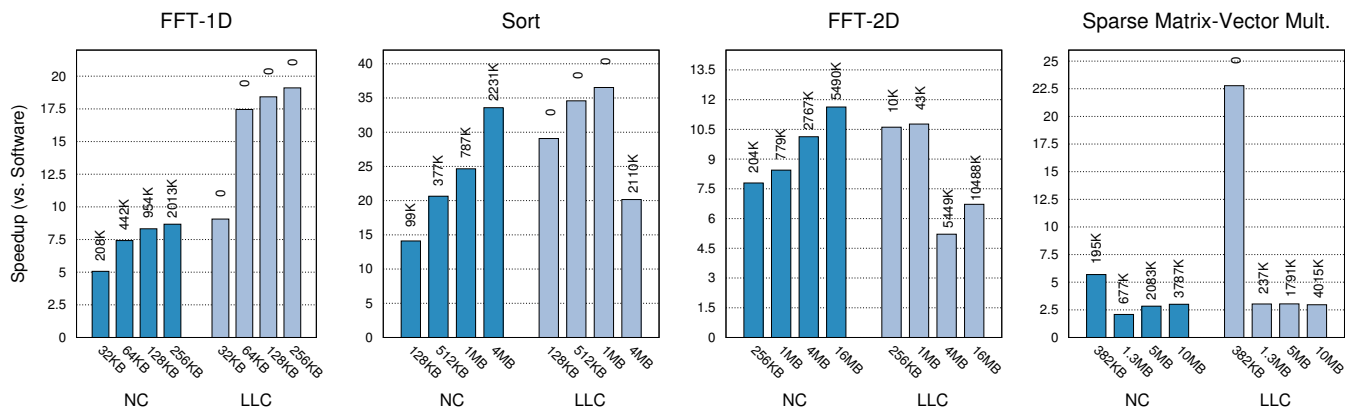 FFT-1D
Speedup (vs. Software)
20
17.5
15
12.5
10
7.5
5
2.5
0
208K
442K
954K
2013K
0
0
0
0
32KB
64KB
128KB
256KB
32KB
64KB
128KB
256KB
NC
LLC
Sort
40
35
30
25
20
15
10
5
0
99K
377K
787K
2231K
0
0
0
2110K
128KB
512KB
1MB
4MB
128KB
512KB
1MB
4MB
NC
LLC
FFT-2D
13.5
12
10.5
9
7.5
6
4.5
3
1.5
0
204K
779K
2767K
5490K
10K
43K
5449K
10488K
256KB
1MB
4MB
16MB
256KB
1MB
4MB
16MB
NC
LLC
Sparse Matrix-Vector Mult.
25
22.5
20
17.5
15
12.5
10
7.5
5
2.5
0
195K
677K
2083K
3787K
0
237K
1791K
4015K
382KB
1.3MB
5MB
10MB
382KB
1.3MB
5MB
10MB
NC
LLC